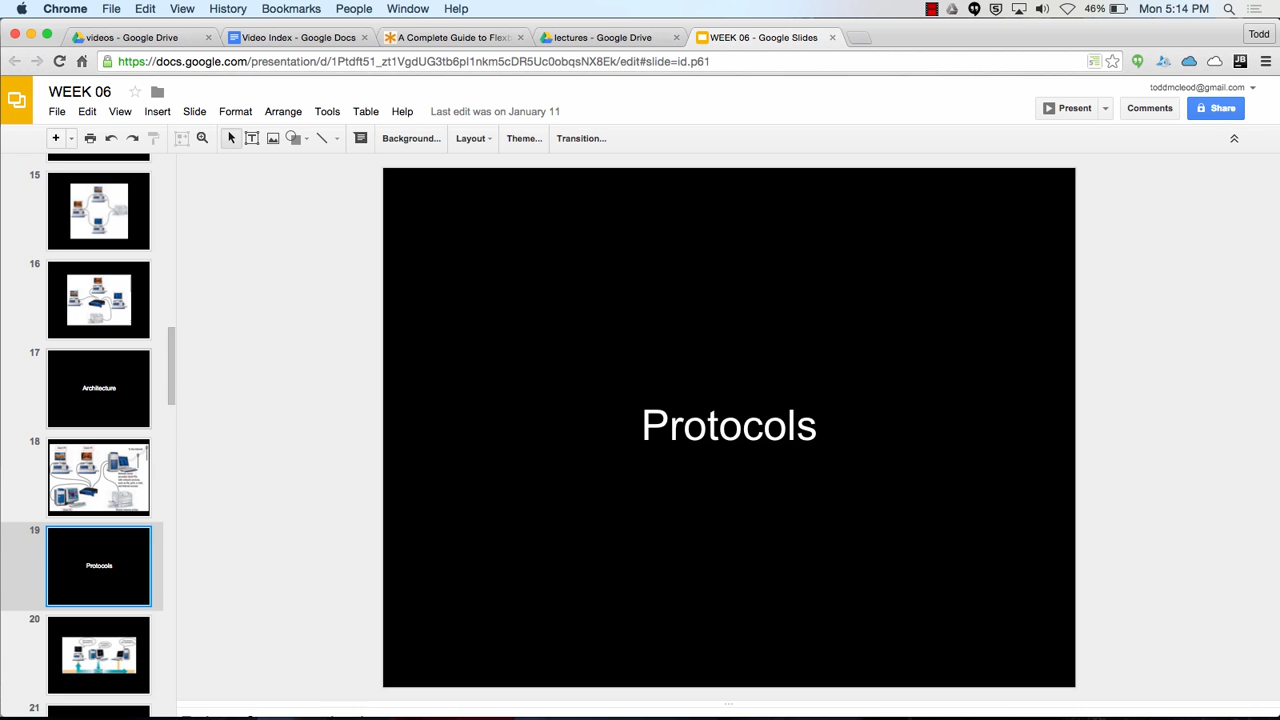 Chrome File Edit View History Bookmarks People Window Help 46% Mon 5:14 PM
videos - Google Drive Video Index - Google Docs A Complete Guide to Flex lectures - Google Drive WEEK 06 - Google Slides Todd
https://docs.google.com/presentation/d/1Ptdft51_zt1VgdUG3tb6pI1nkm5cDR5Uc0obqsNX8Ek/edit#slide=id.p61
toddmcleod@gmail.com
WEEK 06
File Edit View Insert Slide Format Arrange Tools Table Help Last edit was on January 11
Present Comments Share
Background... Layout Theme... Transition...
15
16
17
Architecture
18
19
Protocols
20
21
Protocols